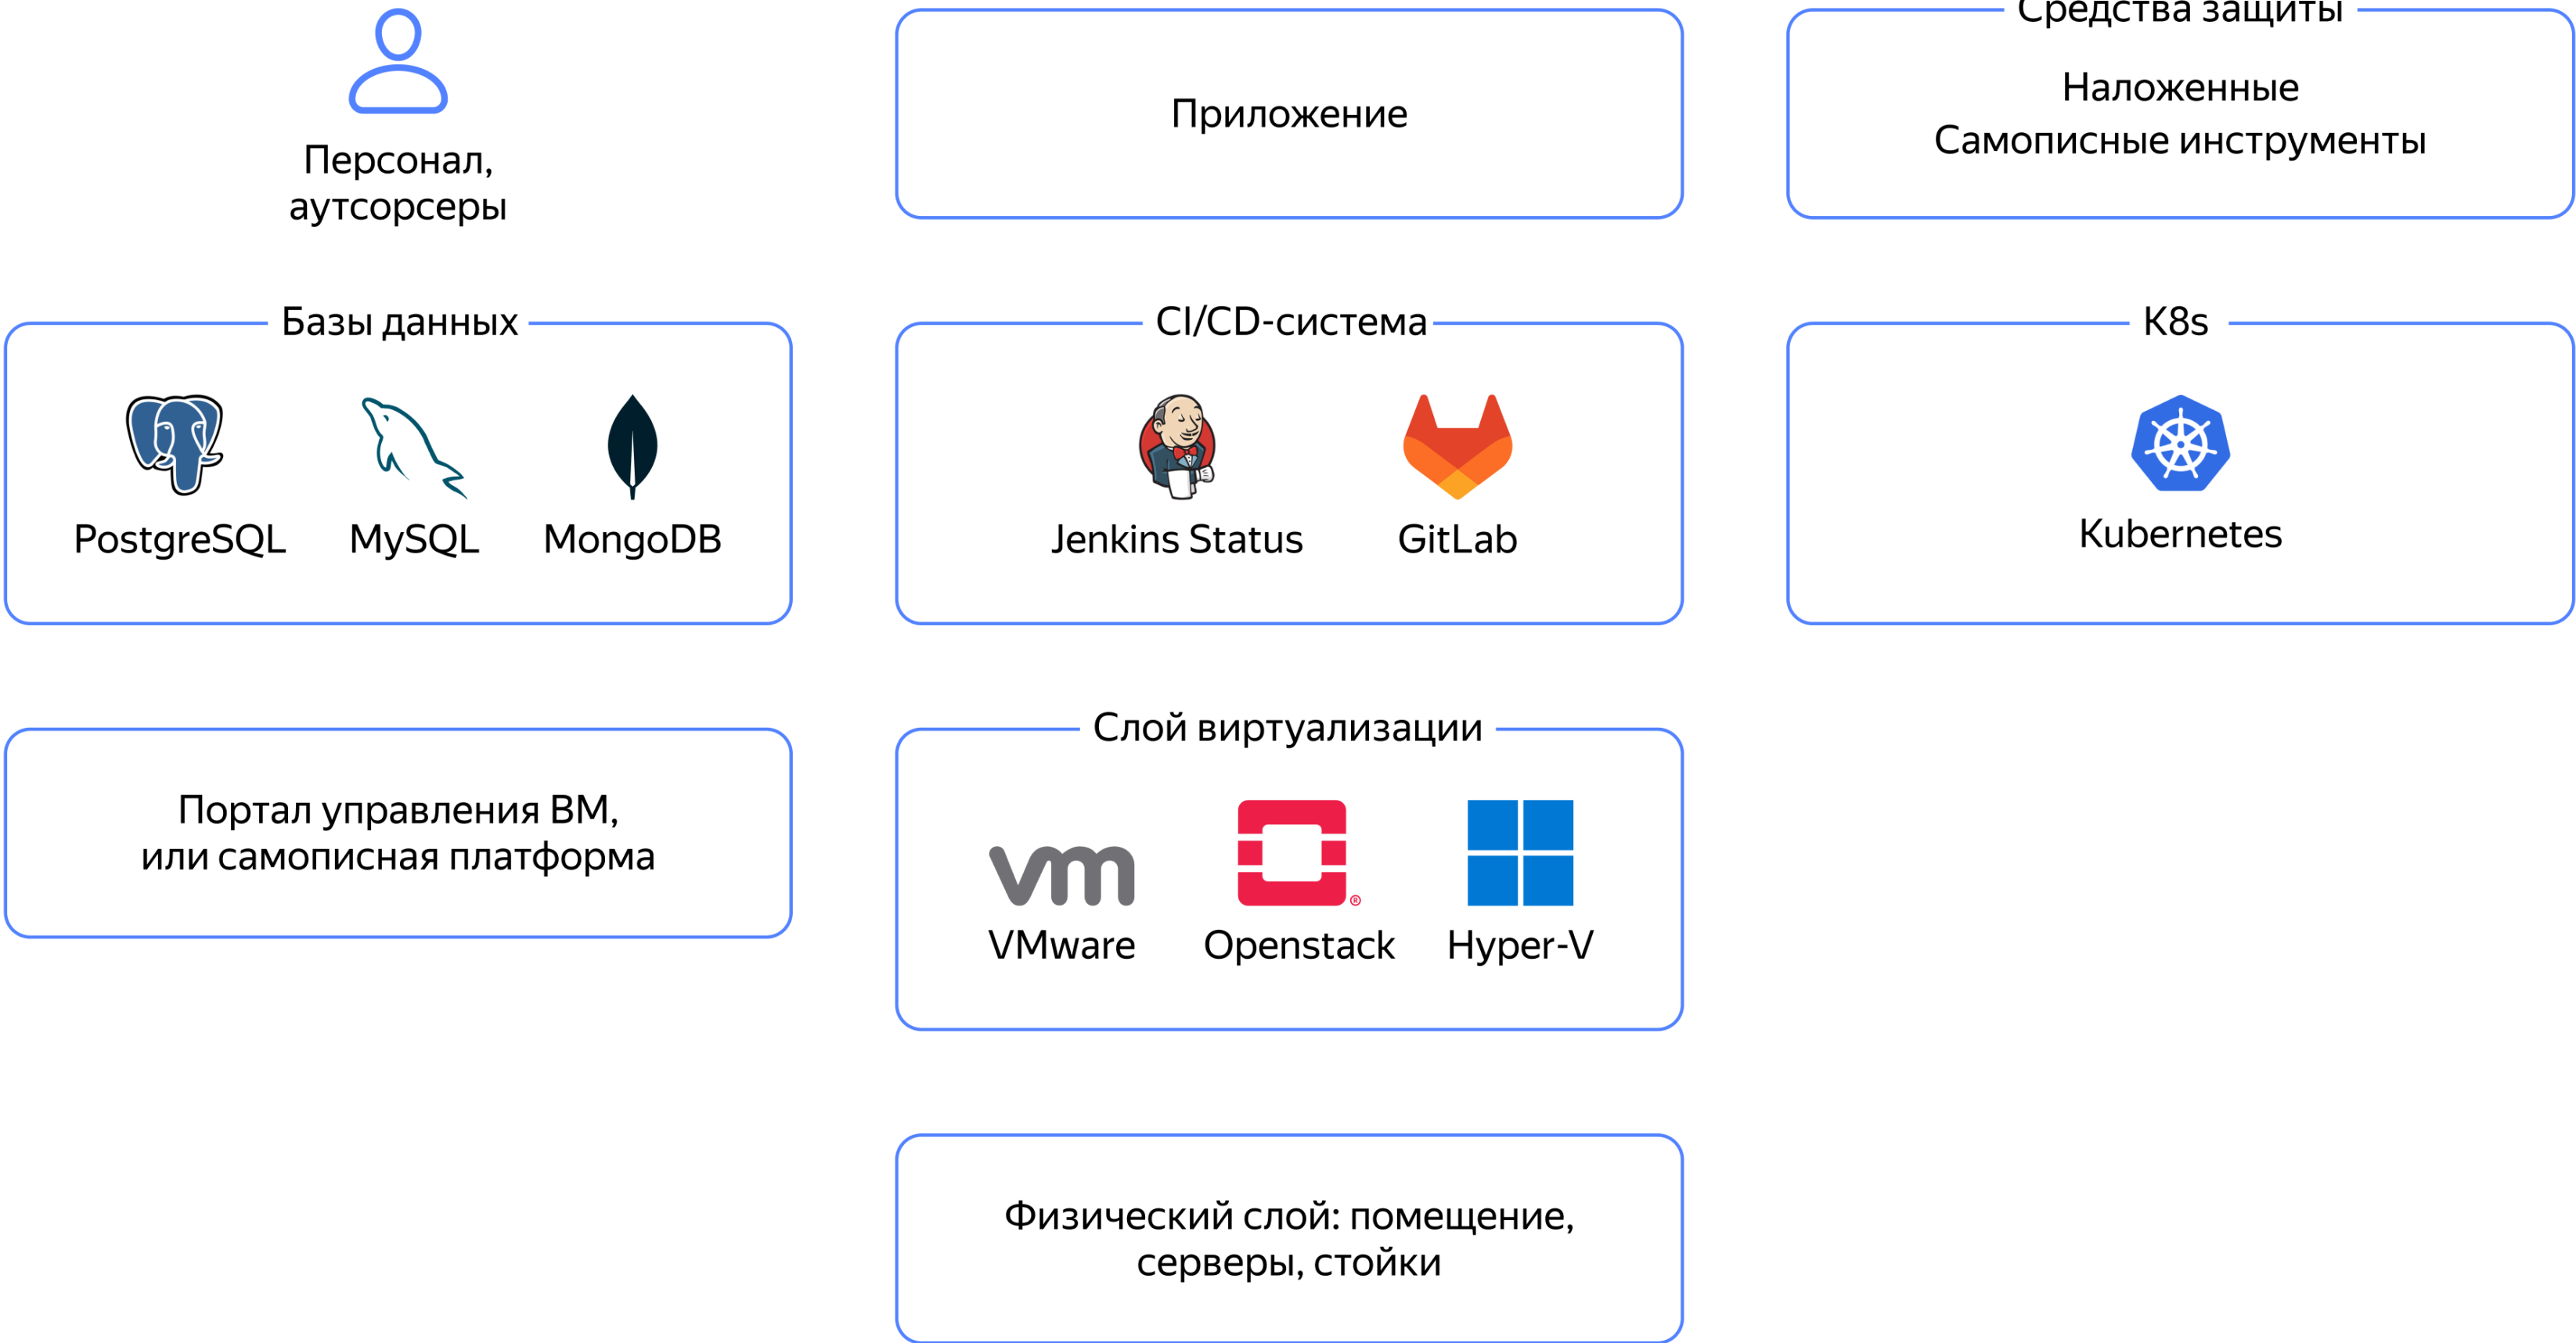 Персонал,
аутсорсеры
Приложение
Средства защиты
Наложенные
Самописные инструменты
Базы данных
PostgreSQL
MySQL
MongoDB
CI/CD-система
Jenkins Status
GitLab
K8s
Kubernetes
Портал управления ВМ,
или самописная платформа
Слой виртуализации
vm
VMware
®
Openstack
Hyper-V
Физический слой: помещение,
серверы, стойки